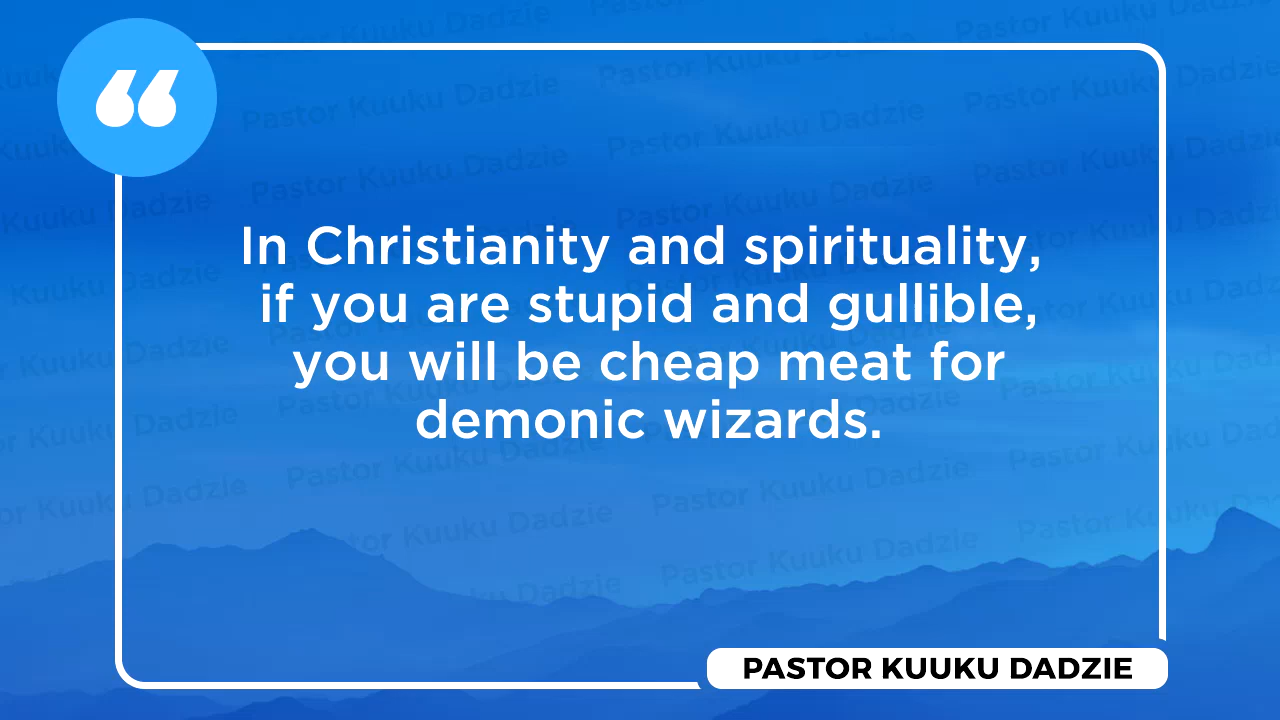 In Christianity and spirituality,
if you are stupid and gullible,
you will be cheap meat for
demonic wizards.
PASTOR KUUKU DADZIE